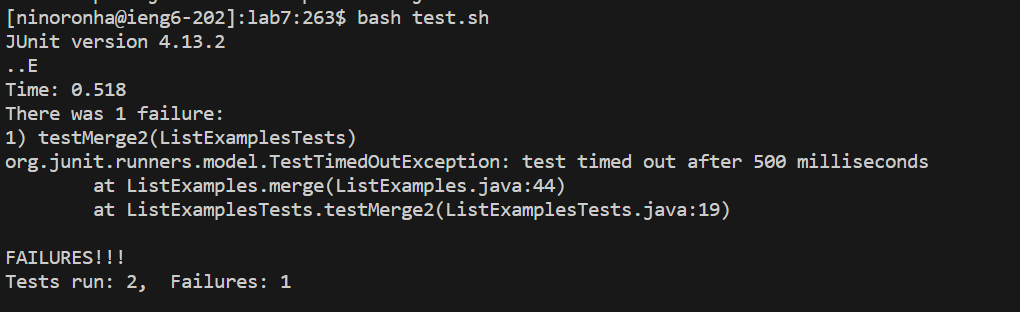 [ninoronha@ieng6-202]:lab7:263$ bash test.sh
JUnit version 4.13.2
..E
Time: 0.518
There was 1 failure:
1) testMerge2(ListExamplesTests)
org.junit.runners.model.TestTimedOutException: test timed out after 500 milliseconds
        at ListExamples.merge(ListExamples.java:44)
        at ListExamplesTests.testMerge2(ListExamplesTests.java:19)

FAILURES!!!
Tests run: 2,  Failures: 1